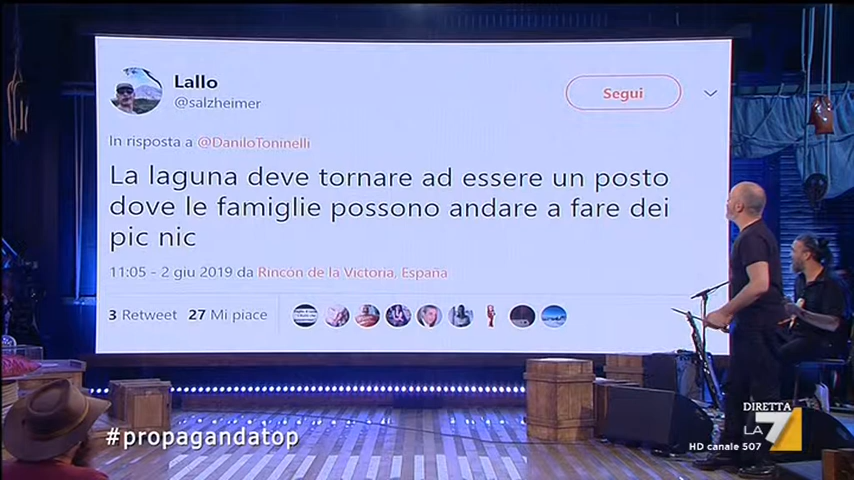 Lallo
@salzheimer
Segui
In risposta a @DaniloToninelli
La laguna deve tornare ad essere un posto
dove le famiglie possono andare a fare dei
pic nic
11:05 - 2 giu 2019 da Rincón de la Victoria, España
3 Retweet 27 Mi piace
#propagandatop
DIRETTA
LA 7
HD canale 507